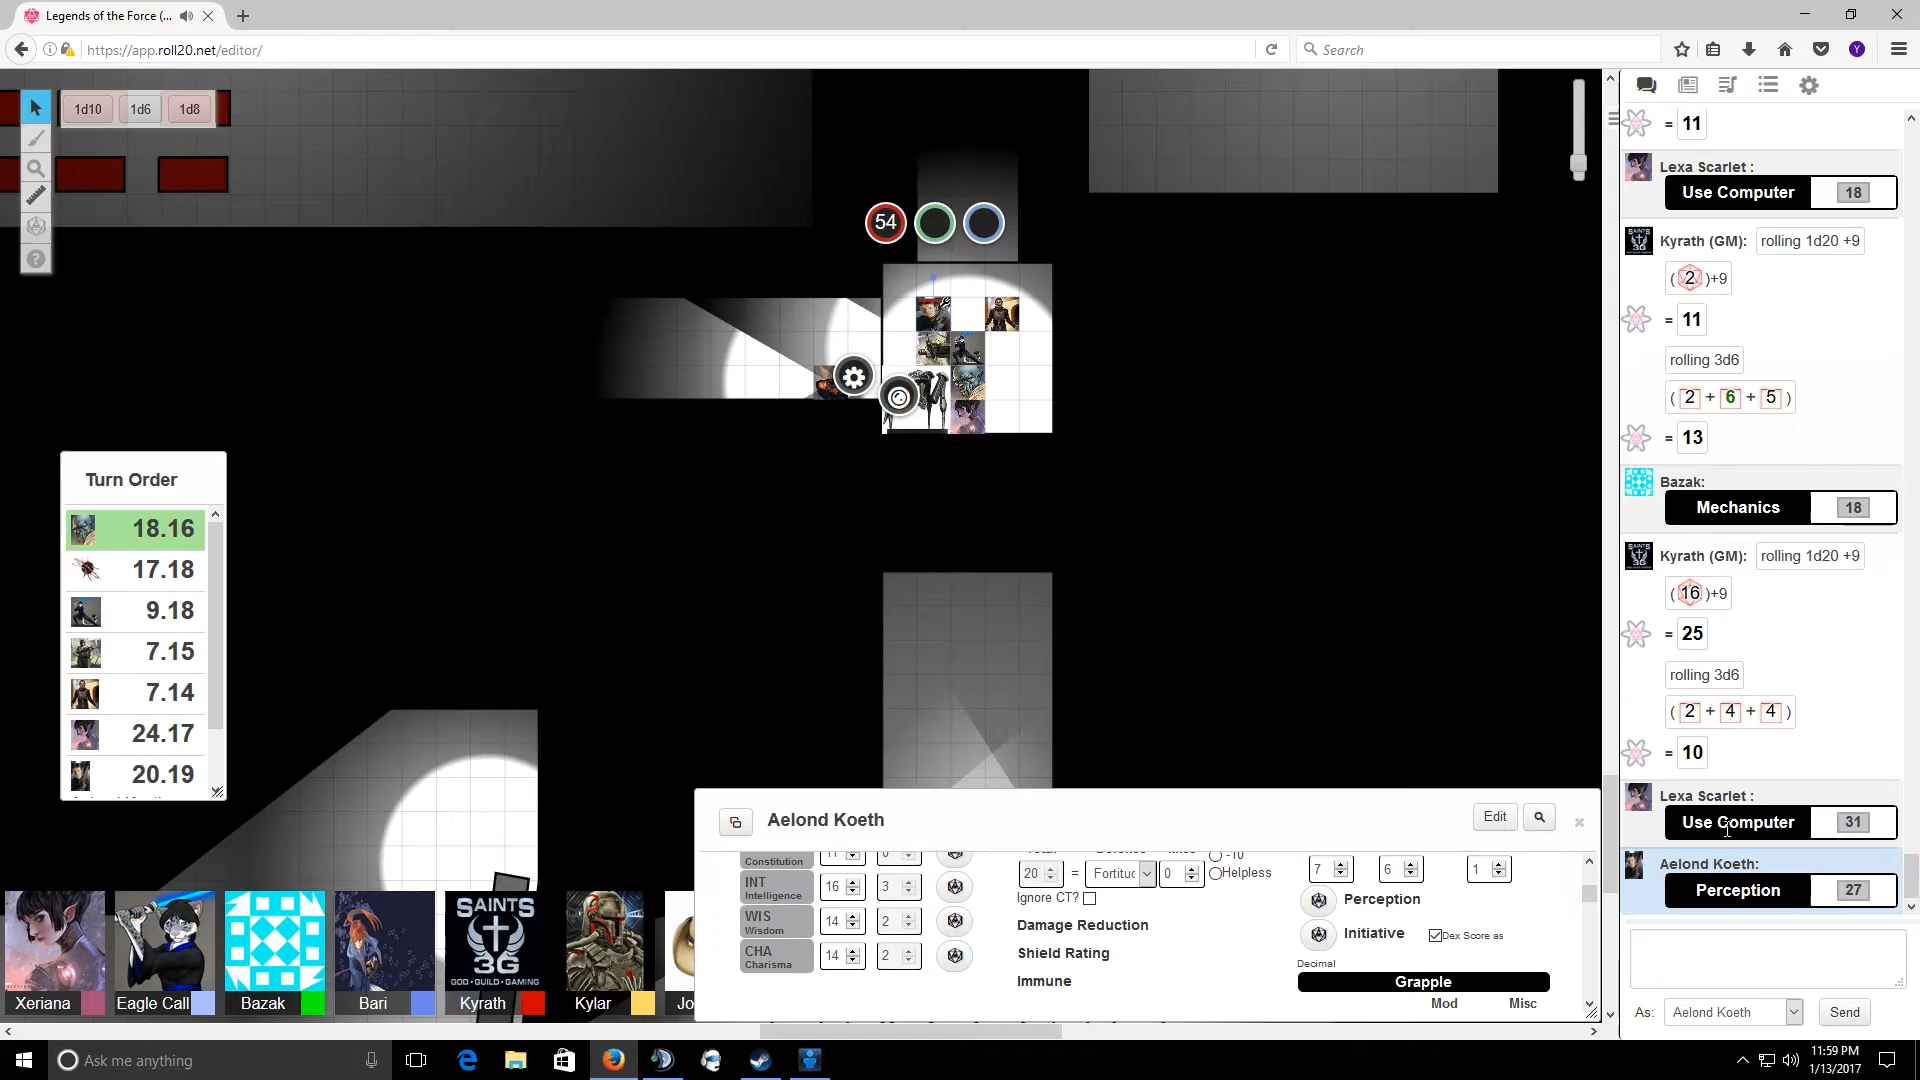 Legends of the Force (...
https://app.roll20.net/editor/
Search
1d10
1d6
1d8
54
Turn Order
18.16
17.18
9.18
7.15
7.14
24.17
20.19
= 11
Lexa Scarlet :
Use Computer 18
Kyrath (GM): rolling 1d20 +9
(2)+9
= 11
rolling 3d6
(2 + 6 + 5)
= 13
Bazak:
Mechanics 18
Kyrath (GM): rolling 1d20 +9
(16)+9
= 25
rolling 3d6
(2 + 4 + 4)
= 10
Lexa Scarlet :
Use Computer 31
Aelond Koeth:
Perception 27
As: Aelond Koeth
Send
Aelond Koeth
Edit
Constitution 11 0
INT 16 3
Intelligence
WIS 14 2
Wisdom
CHA 14 2
Charisma
-10
20 = Fortituc 0 Helpless
Ignore CT?
Damage Reduction
Shield Rating
Immune
7 6 1
Perception
Initiative Dex Score as
Decimal
Grapple
Mod Misc
SAINTS
3G
GOD • GUILD • GAMING
Xeriana
Eagle Call
Bazak
Bari
Kyrath
Kylar
Jo
Ask me anything
11:59 PM
1/13/2017